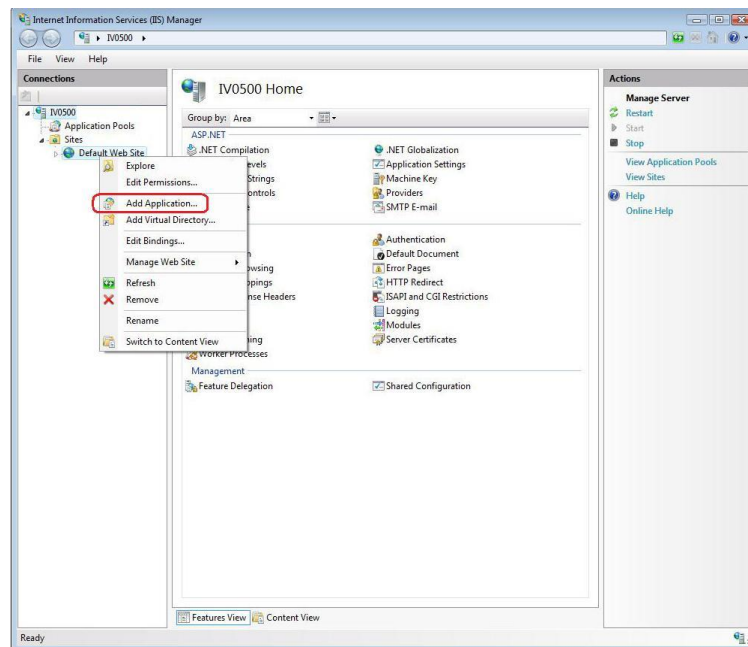 Internet Information Services (IIS) Manager
IV0500
File View Help
Connections
IV0500
Application Pools
Sites
Default Web Site
Explore
Edit Permissions...
Add Application...
Add Virtual Directory...
Edit Bindings...
Manage Web Site
Refresh
Remove
Rename
Switch to Content View
IV0500 Home
Group by: Area
ASP.NET
.NET Compilation
.NET Globalization
Application Settings
Strings
Machine Key
Providers
SMTP E-mail
Authentication
Default Document
Error Pages
HTTP Redirect
ISAPI and CGI Restrictions
Logging
Modules
Server Certificates
Worker Processes
Management
Feature Delegation
Shared Configuration
Features View
Content View
Actions
Manage Server
Restart
Start
Stop
View Application Pools
View Sites
Help
Online Help
Ready